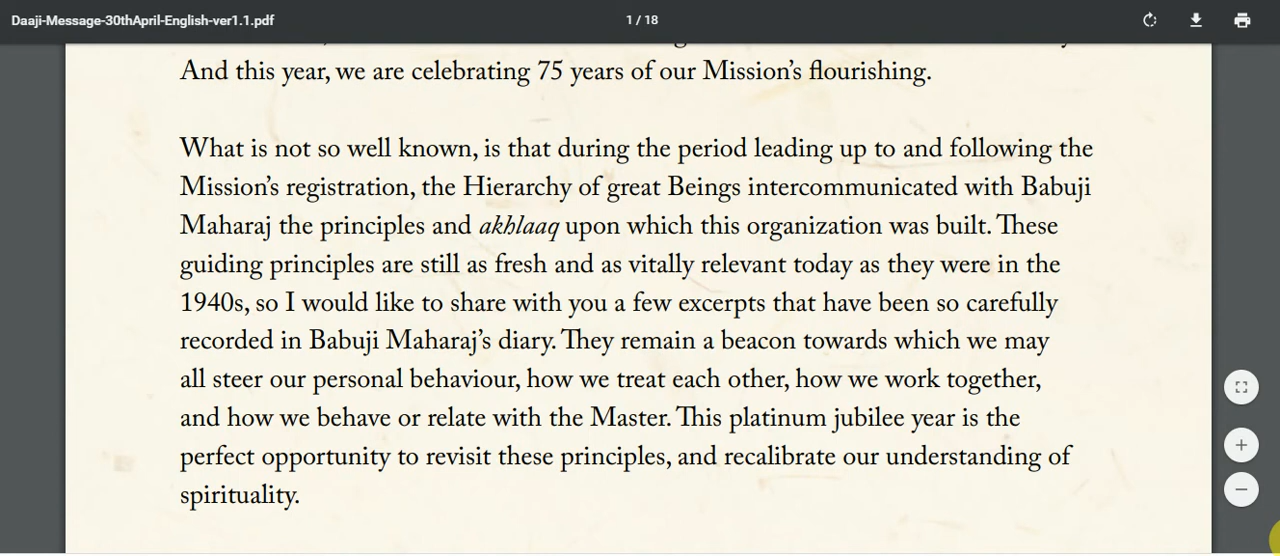 Daaji-Message-30thApril-English-ver1.1.pdf
1 / 18
And this year, we are celebrating 75 years of our Mission’s flourishing.
What is not so well known, is that during the period leading up to and following the
Mission’s registration, the Hierarchy of great Beings intercommunicated with Babuji
Maharaj the principles and akhlaaq upon which this organization was built. These
guiding principles are still as fresh and as vitally relevant today as they were in the
1940s, so I would like to share with you a few excerpts that have been so carefully
recorded in Babuji Maharaj’s diary. They remain a beacon towards which we may
all steer our personal behaviour, how we treat each other, how we work together,
and how we behave or relate with the Master. This platinum jubilee year is the
perfect opportunity to revisit these principles, and recalibrate our understanding of
spirituality.